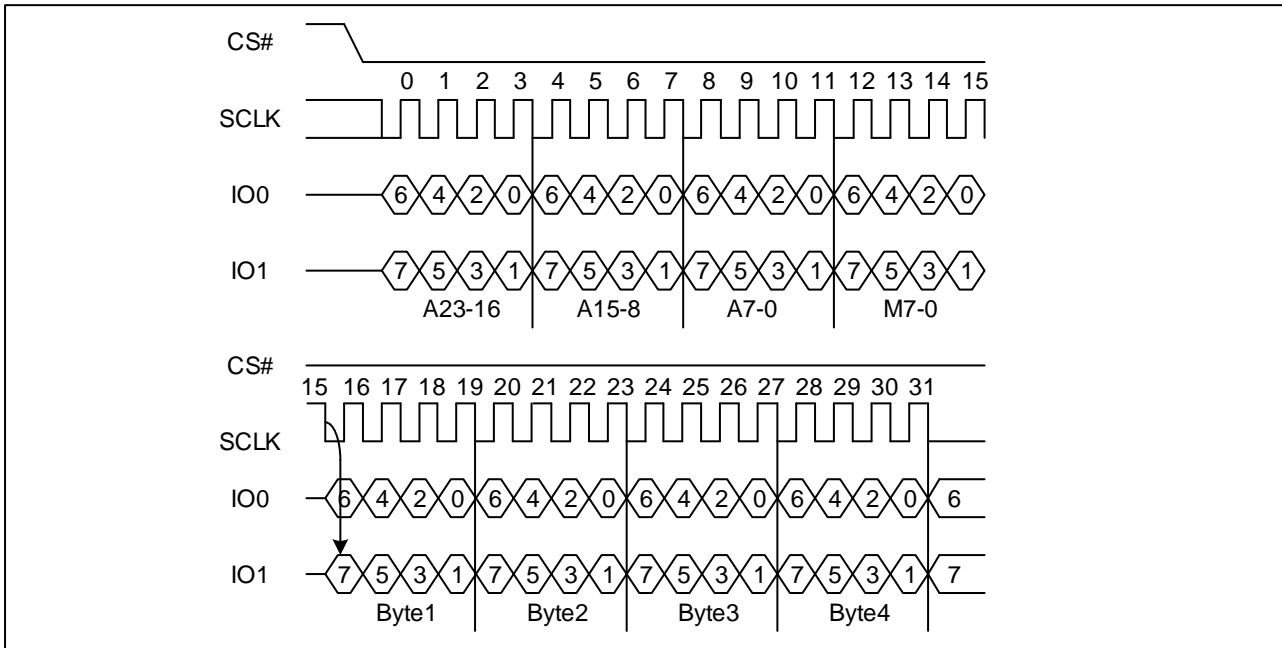 CS#
0 1 2 3 4 5 6 7 8 9 10 11 12 13 14 15
SCLK
IO0 6 4 2 0 6 4 2 0 6 4 2 0 6 4 2 0
IO1 7 5 3 1 7 5 3 1 7 5 3 1 7 5 3 1
A23-16 A15-8 A7-0 M7-0
CS#
15 16 17 18 19 20 21 22 23 24 25 26 27 28 29 30 31
SCLK
IO0 6 4 2 0 6 4 2 0 6 4 2 0 6 4 2 0 6
IO1 7 5 3 1 7 5 3 1 7 5 3 1 7 5 3 1 7
Byte1 Byte2 Byte3 Byte4